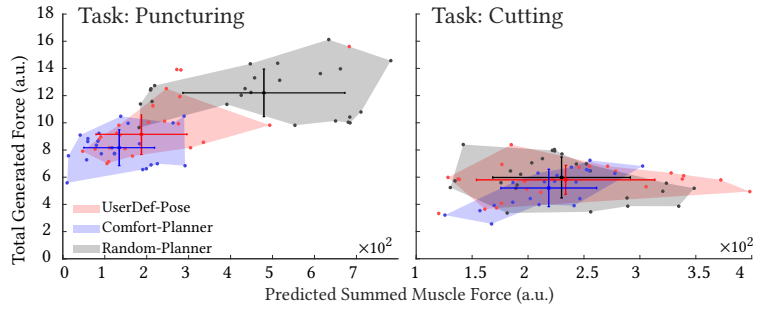 Task: Puncturing
Task: Cutting
Total Generated Force (a.u.)
18
16
14
12
10
8
6
4
2
0
UserDef-Pose
Comfort-Planner
Random-Planner
×10²
×10²
0 1 2 3 4 5 6 7
1 1.5 2 2.5 3 3.5 4
Predicted Summed Muscle Force (a.u.)